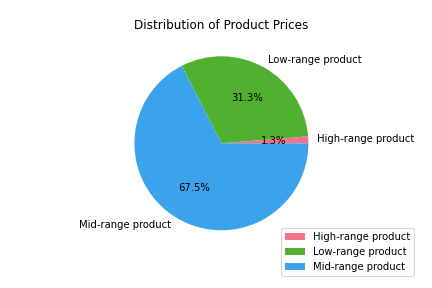 Distribution of Product Prices
Low-range product
31.3%
High-range product
1.3%
67.5%
Mid-range product
High-range product
Low-range product
Mid-range product